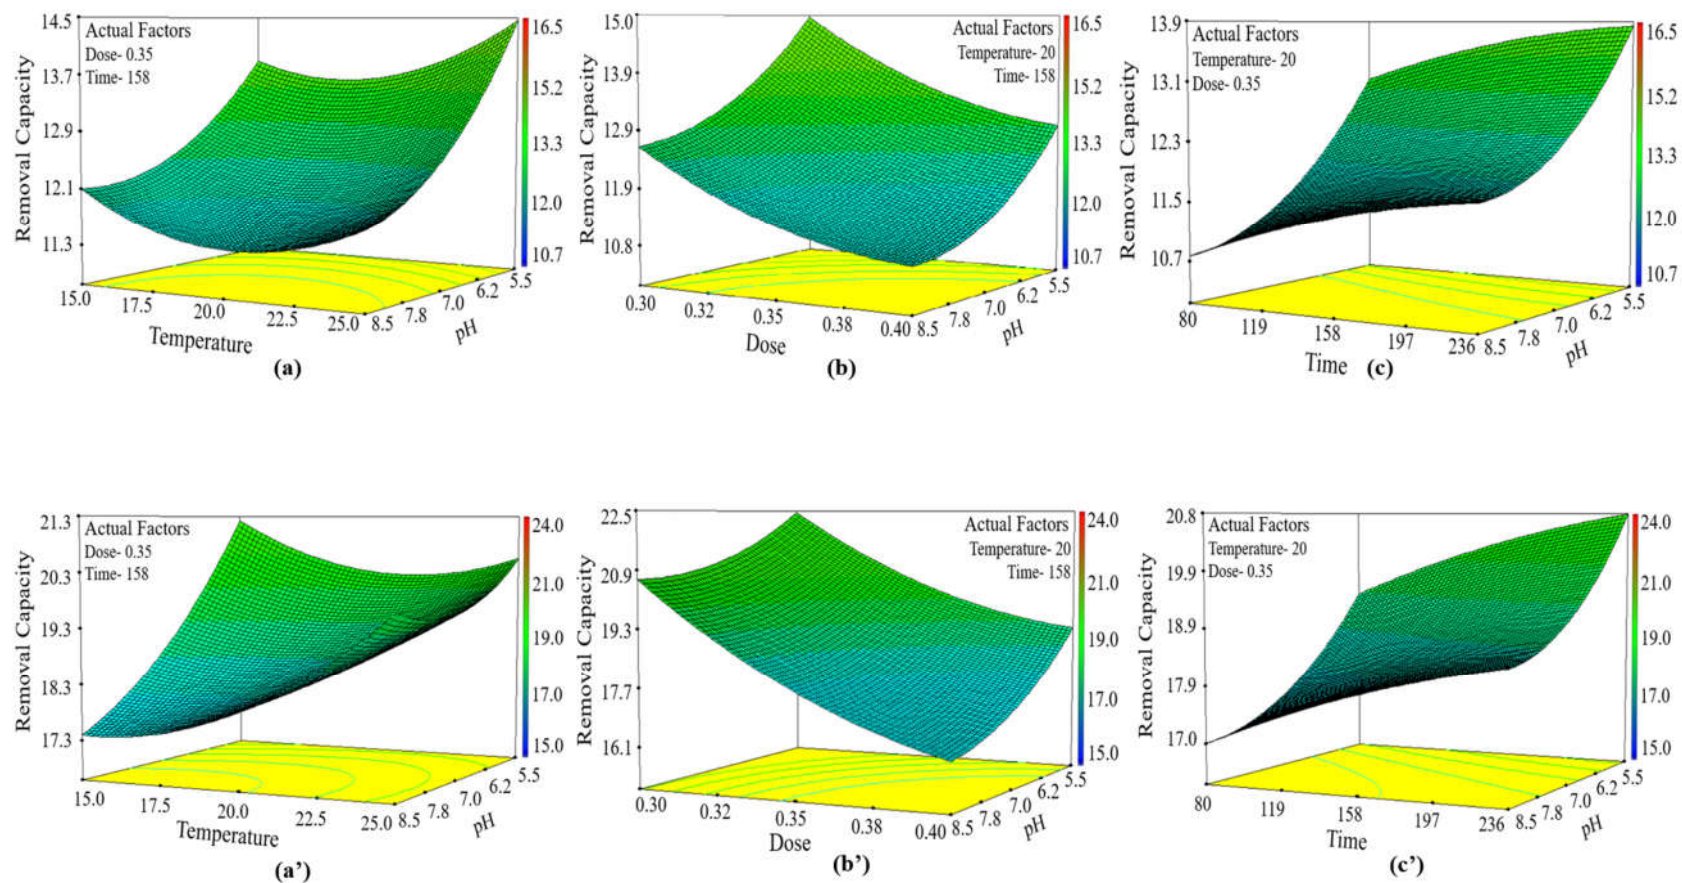 14.5
13.7
12.9
12.1
11.3
Removal Capacity
Actual Factors
Dose- 0.35
Time- 158
16.5
15.2
13.3
12.0
10.7
15.0
17.5
20.0
22.5
25.0
8.5
7.8
7.0
6.2
5.5
Temperature
pH
(a)
15.0
13.9
12.9
11.9
10.8
Removal Capacity
Actual Factors
Temperature- 20
Time- 158
16.5
15.2
13.3
12.0
10.7
0.30
0.32
0.35
0.38
0.40
8.5
7.8
7.0
6.2
5.5
Dose
pH
(b)
13.9
13.1
12.3
11.5
10.7
Removal Capacity
Actual Factors
Temperature- 20
Dose- 0.35
16.5
15.2
13.3
12.0
10.7
80
119
158
197
236
8.5
7.8
7.0
6.2
5.5
Time
pH
(c)
21.3
20.3
19.3
18.3
17.3
Removal Capacity
Actual Factors
Dose- 0.35
Time- 158
24.0
21.0
19.0
17.0
15.0
15.0
17.5
20.0
22.5
25.0
8.5
7.8
7.0
6.2
5.5
Temperature
pH
(a’)
22.5
20.9
19.3
17.7
16.1
Removal Capacity
Actual Factors
Temperature- 20
Time- 158
24.0
21.0
19.0
17.0
15.0
0.30
0.32
0.35
0.38
0.40
8.5
7.8
7.0
6.2
5.5
Dose
pH
(b’)
20.8
19.9
18.9
17.9
17.0
Removal Capacity
Actual Factors
Temperature- 20
Dose- 0.35
24.0
21.0
19.0
17.0
15.0
80
119
158
197
236
8.5
7.8
7.0
6.2
5.5
Time
pH
(c’)